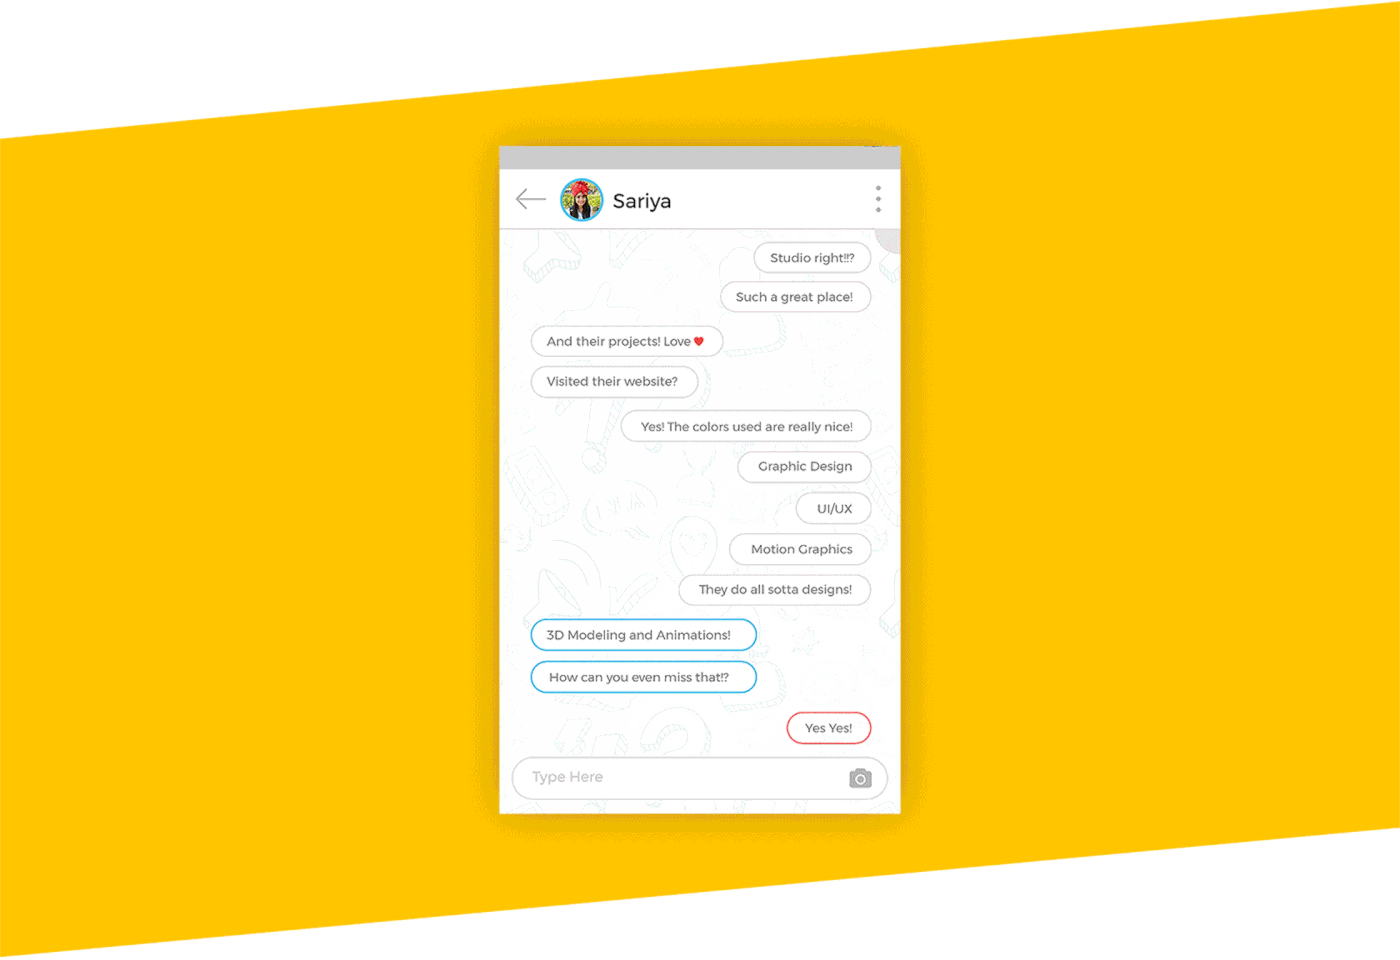 Sariya
Studio right!!?
Such a great place!
And their projects! Love ❤
Visited their website?
Yes! The colors used are really nice!
Graphic Design
UI/UX
Motion Graphics
They do all sotta designs!
3D Modeling and Animations!
How can you even miss that!?
Yes Yes!
Type Here